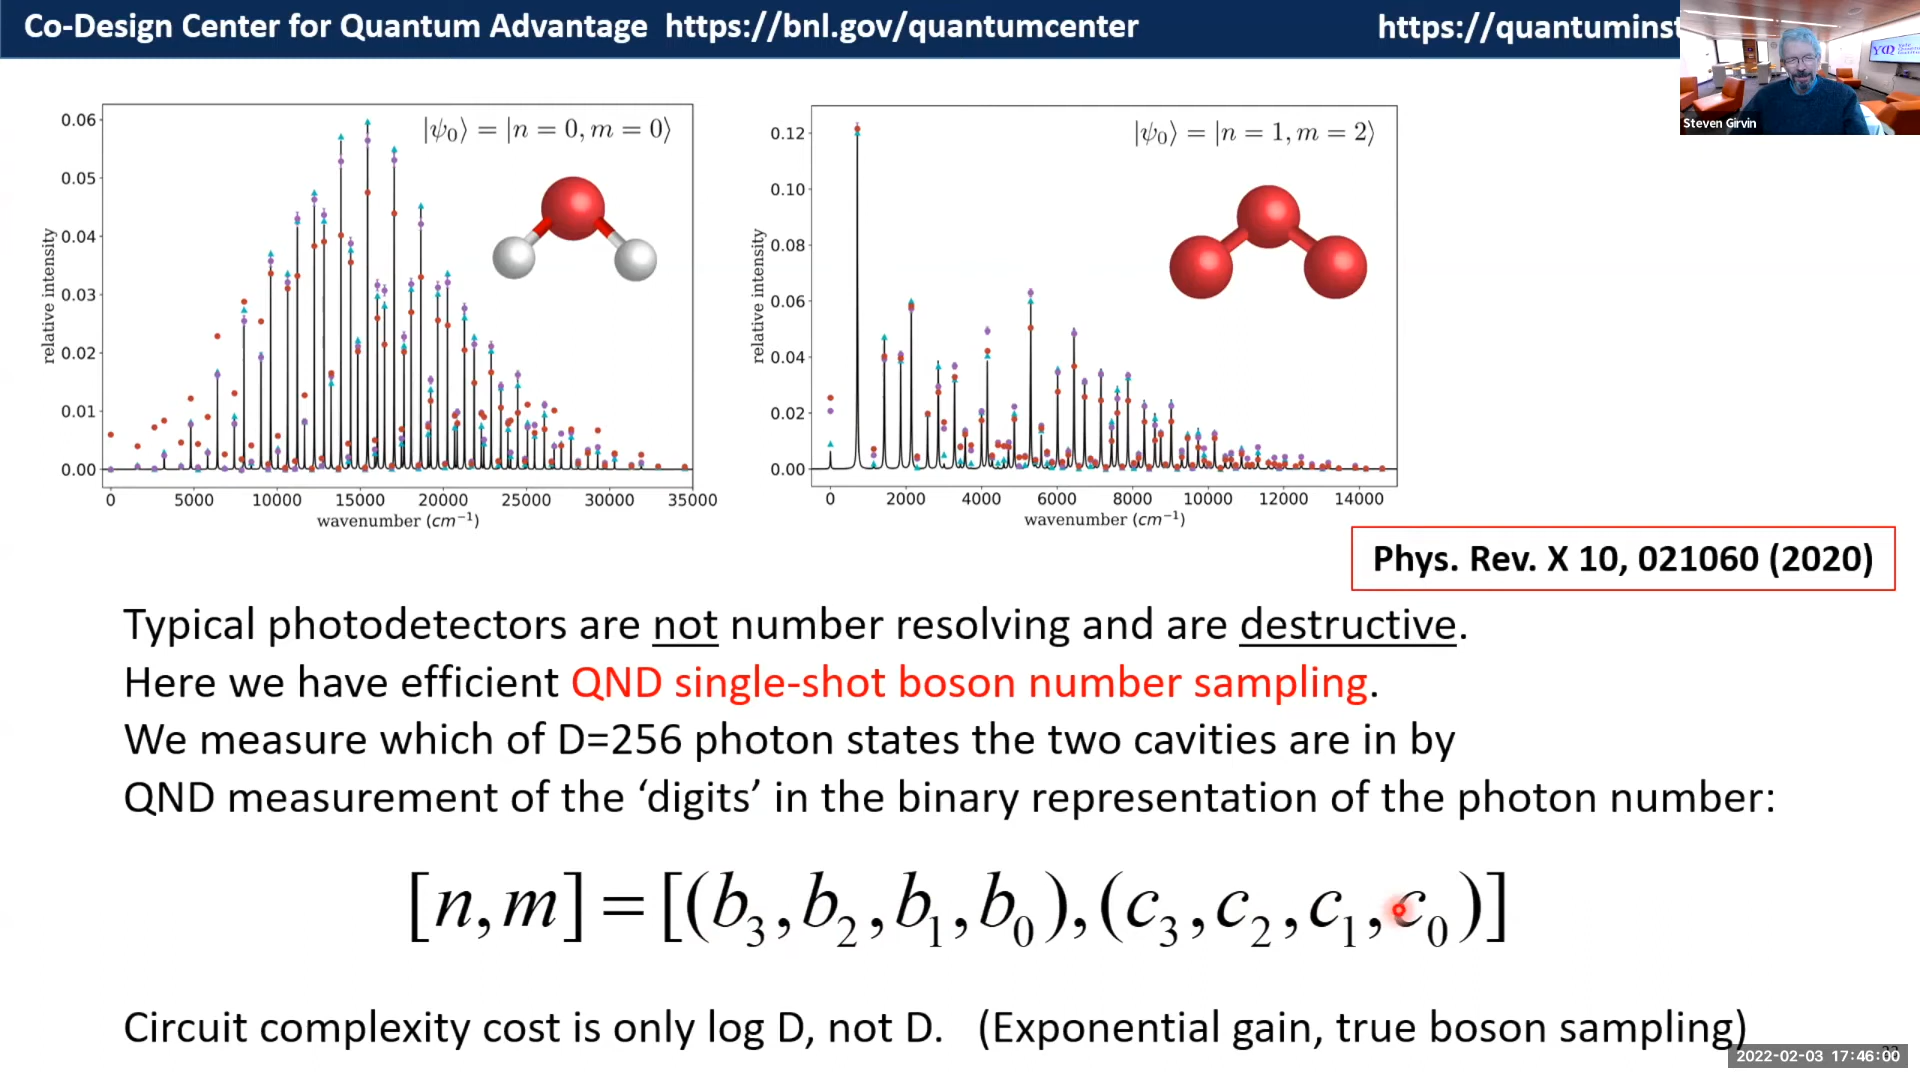 Co-Design Center for Quantum Advantage https://bnl.gov/quantumcenter https://quantuminst
Steven Girvin
|ψ₀⟩ = |n = 0, m = 0⟩
0.06
0.05
0.04
0.03
0.02
0.01
0.00
relative intensity
0 5000 10000 15000 20000 25000 30000 35000
wavenumber (cm⁻¹)
|ψ₀⟩ = |n = 1, m = 2⟩
0.12
0.10
0.08
0.06
0.04
0.02
0.00
relative intensity
0 2000 4000 6000 8000 10000 12000 14000
wavenumber (cm⁻¹)
Phys. Rev. X 10, 021060 (2020)
Typical photodetectors are not number resolving and are destructive.
Here we have efficient QND single-shot boson number sampling.
We measure which of D=256 photon states the two cavities are in by
QND measurement of the ‘digits’ in the binary representation of the photon number:
[n,m]=[(b₃,b₂,b₁,b₀),(c₃,c₂,c₁,c₀)]
Circuit complexity cost is only log D, not D. (Exponential gain, true boson sampling)
2022-02-03 17:46:00